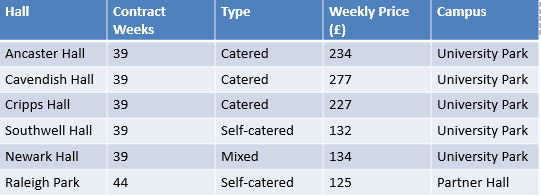 Hall Contract Weeks Type Weekly Price (£) Campus
Ancaster Hall 39 Catered 234 University Park
Cavendish Hall 39 Catered 277 University Park
Cripps Hall 39 Catered 227 University Park
Southwell Hall 39 Self-catered 132 University Park
Newark Hall 39 Mixed 134 University Park
Raleigh Park 44 Self-catered 125 Partner Hall